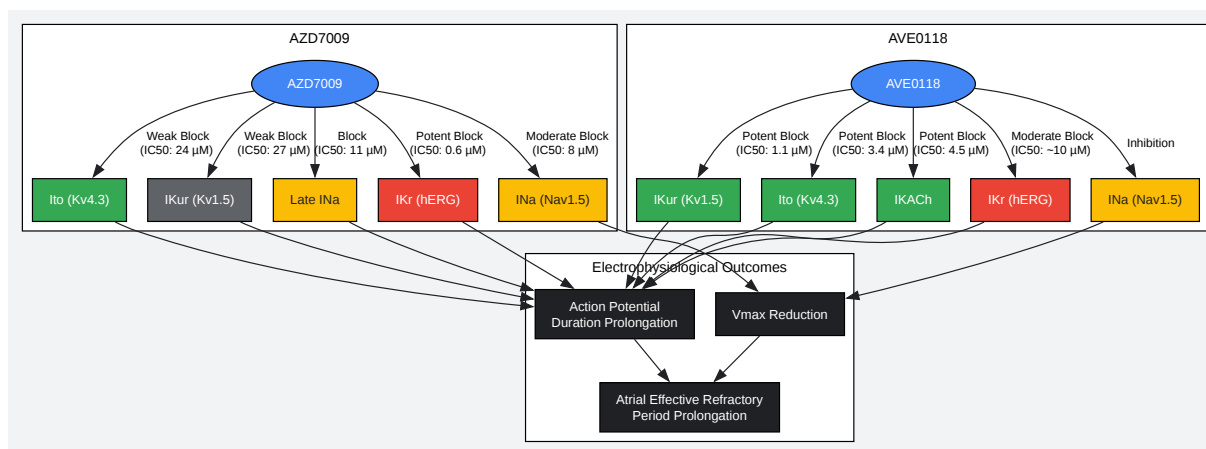 AZD7009
AVE0118
AZD7009
AVE0118
Weak Block
(IC50: 24 µM)
Weak Block
(IC50: 27 µM)
Block
(IC50: 11 µM)
Potent Block
(IC50: 0.6 µM)
Moderate Block
(IC50: 8 µM)
Potent Block
(IC50: 1.1 µM)
Potent Block
(IC50: 3.4 µM)
Potent Block
(IC50: 4.5 µM)
Moderate Block
(IC50: ~10 µM)
Inhibition
Ito (Kv4.3)
IKur (Kv1.5)
Late INa
IKr (hERG)
INa (Nav1.5)
IKur (Kv1.5)
Ito (Kv4.3)
IKACh
IKr (hERG)
INa (Nav1.5)
Electrophysiological Outcomes
Action Potential
Duration Prolongation
Vmax Reduction
Atrial Effective Refractory
Period Prolongation